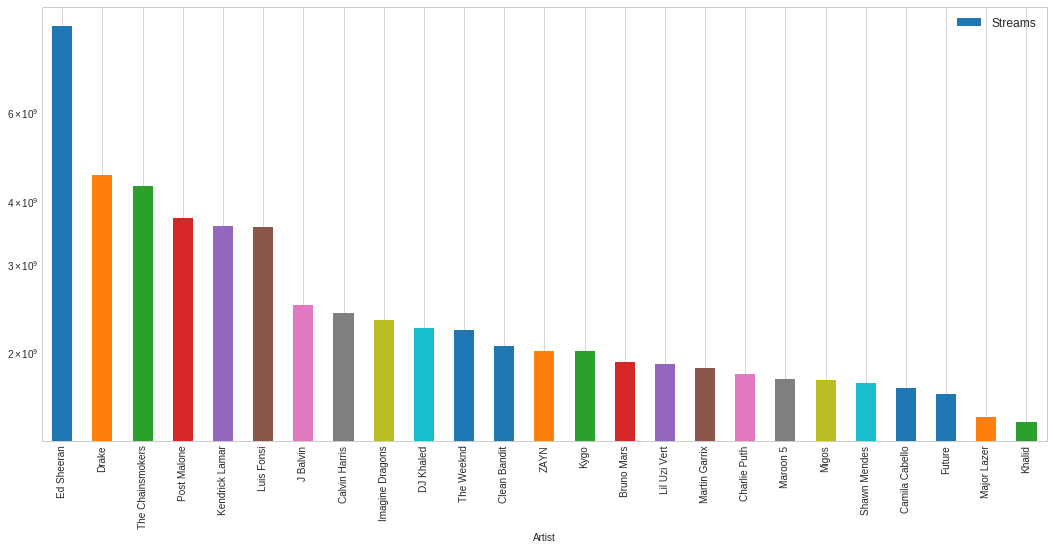 Streams
6 × 10⁹
4 × 10⁹
3 × 10⁹
2 × 10⁹
Ed Sheeran
Drake
The Chainsmokers
Post Malone
Kendrick Lamar
Luis Fonsi
J Balvin
Calvin Harris
Imagine Dragons
DJ Khaled
The Weeknd
Clean Bandit
ZAYN
Kygo
Bruno Mars
Lil Uzi Vert
Martin Garrix
Charlie Puth
Maroon 5
Migos
Shawn Mendes
Camila Cabello
Future
Major Lazer
Khalid
Artist